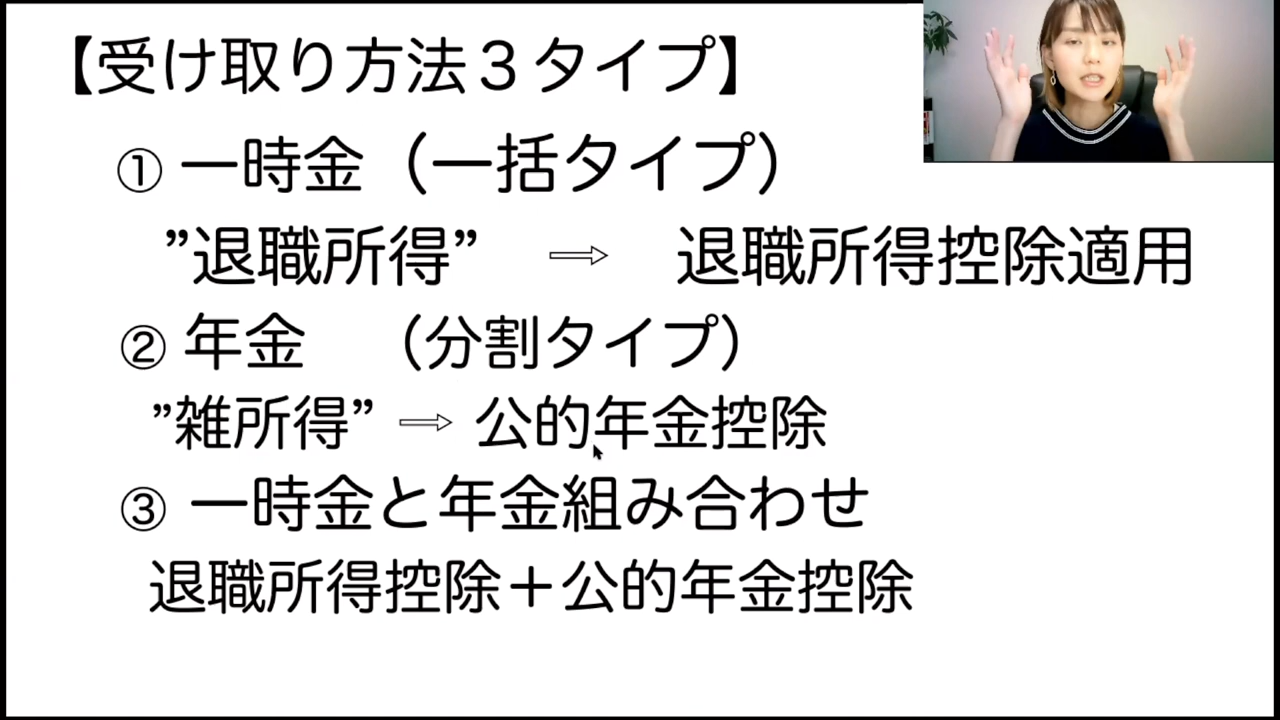 【受け取り方法３タイプ】
① 一時金（一括タイプ）
”退職所得” ⇨ 退職所得控除適用
② 年金 （分割タイプ）
”雑所得” ⇨ 公的年金控除
③ 一時金と年金組み合わせ
退職所得控除＋公的年金控除